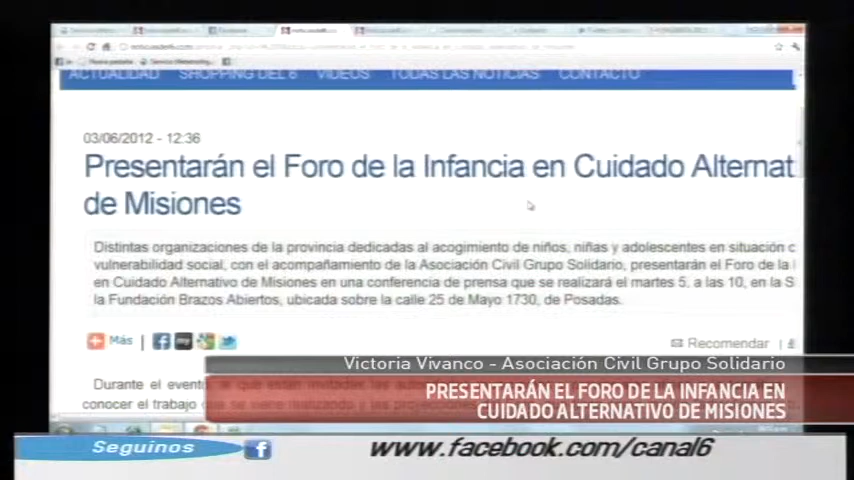 ACTUALIDAD SHOPPING DEL 6 VIDEOS TODAS LAS NOTICIAS CONTACTO
03/06/2012 - 12:36
Presentarán el Foro de la Infancia en Cuidado Alternat
de Misiones
Distintas organizaciones de la provincia dedicadas al acogimiento de niños, niñas y adolescentes en situación
vulnerabilidad social, con el acompañamiento de la Asociación Civil Grupo Solidario, presentarán el Foro de la
en Cuidado Alternativo de Misiones en una conferencia de prensa que se realizará el martes 5, a las 10, en la S
la Fundación Brazos Abiertos, ubicada sobre la calle 25 de Mayo 1730, de Posadas.
Más | Recomendar |
Victoria Vivanco - Asociación Civil Grupo Solidario
Durante el evento
PRESENTARÁN EL FORO DE LA INFANCIA EN
conocer el trabajo
CUIDADO ALTERNATIVO DE MISIONES
Seguinos f www.facebook.com/canal6